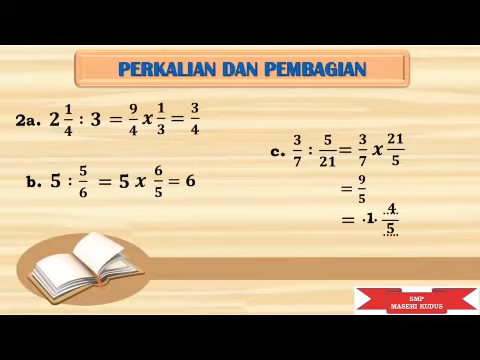 PERKALIAN DAN PEMBAGIAN
2a. 2 1/4 : 3 = 9/4 x 1/3 = 3/4
b. 5 : 5/6 = 5 x 6/5 = 6
c. 3/7 : 5/21 = 3/7 x 21/5
= 9/5
= .1. 4/5
SMP
MASEHI KUDUS